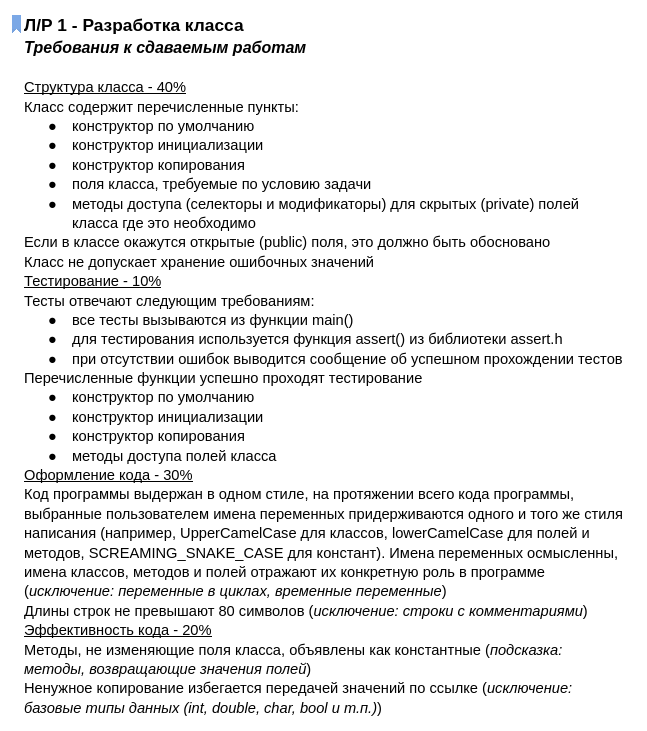 Л/Р 1 - Разработка класса
Требования к сдаваемым работам
Структура класса - 40%
Класс содержит перечисленные пункты:
● конструктор по умолчанию
● конструктор инициализации
● конструктор копирования
● поля класса, требуемые по условию задачи
● методы доступа (селекторы и модификаторы) для скрытых (private) полей
класса где это необходимо
Если в классе окажутся открытые (public) поля, это должно быть обосновано
Класс не допускает хранение ошибочных значений
Тестирование - 10%
Тесты отвечают следующим требованиям:
● все тесты вызываются из функции main()
● для тестирования используется функция assert() из библиотеки assert.h
● при отсутствии ошибок выводится сообщение об успешном прохождении тестов
Перечисленные функции успешно проходят тестирование
● конструктор по умолчанию
● конструктор инициализации
● конструктор копирования
● методы доступа полей класса
Оформление кода - 30%
Код программы выдержан в одном стиле, на протяжении всего кода программы,
выбранные пользователем имена переменных придерживаются одного и того же стиля
написания (например, UpperCamelCase для классов, lowerCamelCase для полей и
методов, SCREAMING_SNAKE_CASE для констант). Имена переменных осмысленны,
имена классов, методов и полей отражают их конкретную роль в программе
(исключение: переменные в циклах, временные переменные)
Длины строк не превышают 80 символов (исключение: строки с комментариями)
Эффективность кода - 20%
Методы, не изменяющие поля класса, объявлены как константные (подсказка:
методы, возвращающие значения полей)
Ненужное копирование избегается передачей значений по ссылке (исключение:
базовые типы данных (int, double, char, bool и т.п.))